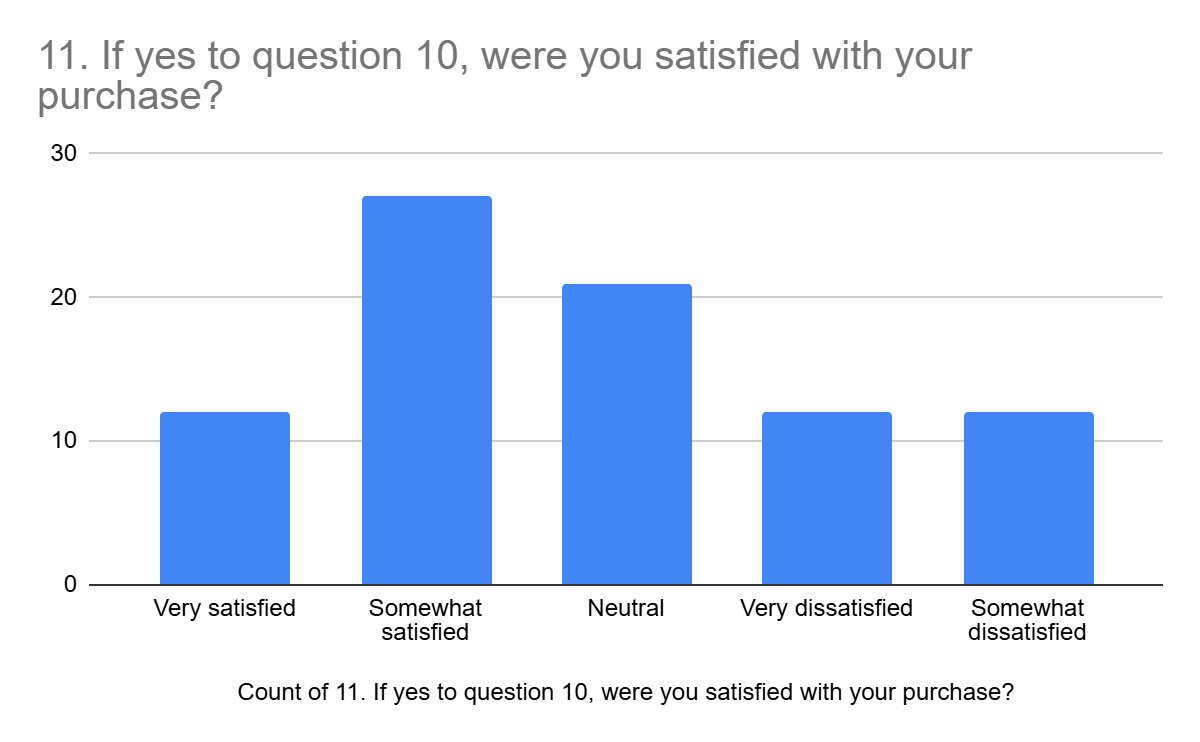 11. If yes to question 10, were you satisfied with your
purchase?
30
20
10
0
Very satisfied
Somewhat
satisfied
Neutral
Very dissatisfied
Somewhat
dissatisfied
Count of 11. If yes to question 10, were you satisfied with your purchase?